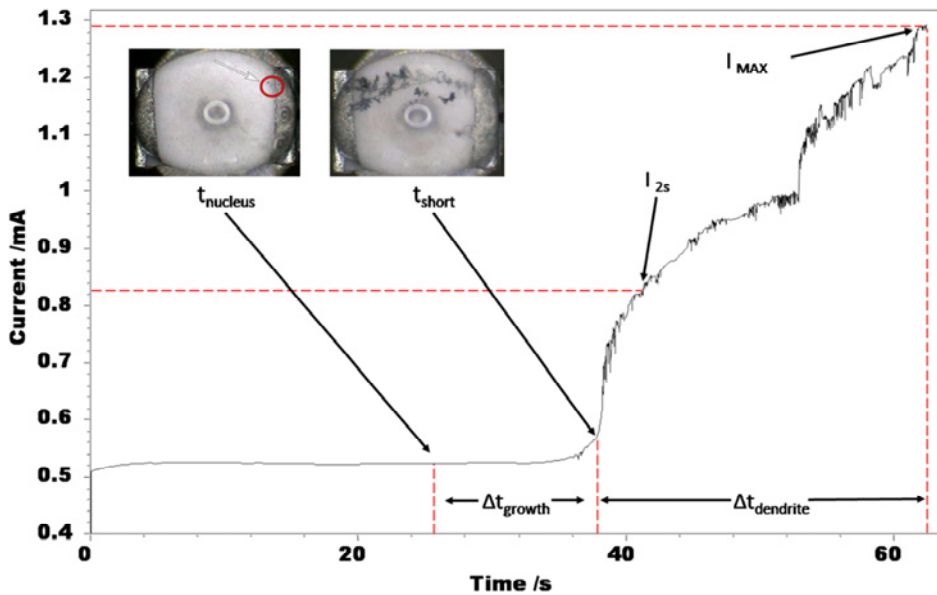 1.3
1.2
1.1
1
0.9
0.8
0.7
0.6
0.5
0.4
Current /mA
0
20
40
60
Time /s
t nucleus
t short
I 2s
I MAX
Δt growth
Δt dendrite